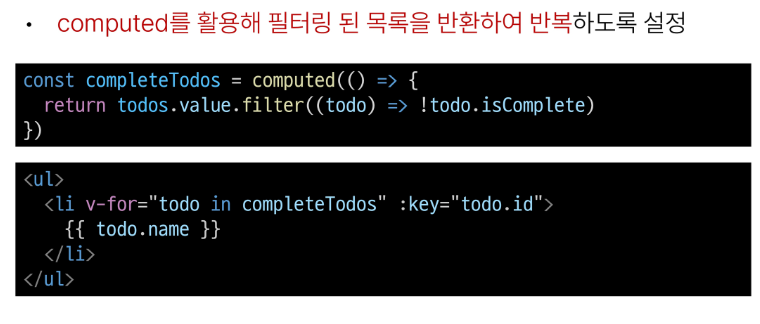 • computed를 활용해 필터링 된 목록을 반환하여 반복하도록 설정
const completeTodos = computed(() => {
  return todos.value.filter((todo) => !todo.isComplete)
})
<ul>
  <li v-for="todo in completeTodos" :key="todo.id">
    {{ todo.name }}
  </li>
</ul>